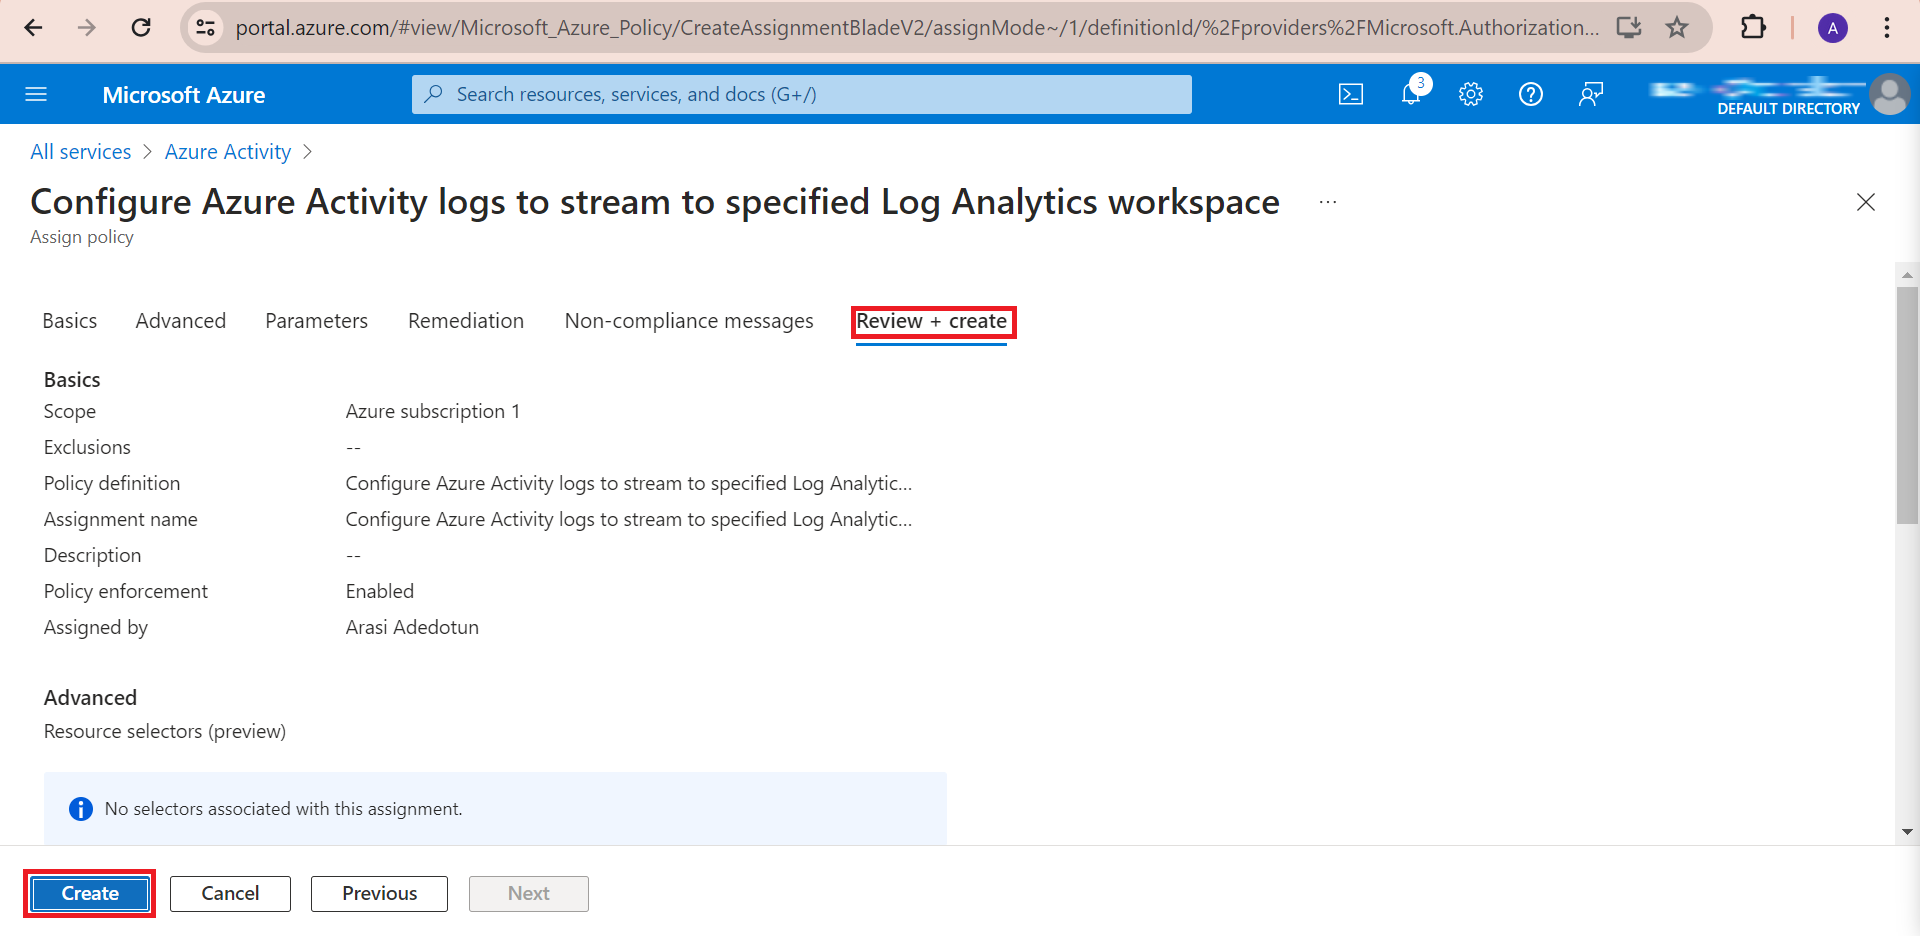 portal.azure.com/#view/Microsoft_Azure_Policy/CreateAssignmentBladeV2/assignMode~/1/definitionId/%2Fproviders%2FMicrosoft.Authorization...
A
Microsoft Azure
Search resources, services, and docs (G+/)
3
DEFAULT DIRECTORY
All services > Azure Activity >
Configure Azure Activity logs to stream to specified Log Analytics workspace ...
Assign policy
Basics Advanced Parameters Remediation Non-compliance messages Review + create
Basics
Scope Azure subscription 1
Exclusions --
Policy definition Configure Azure Activity logs to stream to specified Log Analytic...
Assignment name Configure Azure Activity logs to stream to specified Log Analytic...
Description --
Policy enforcement Enabled
Assigned by Arasi Adedotun
Advanced
Resource selectors (preview)
No selectors associated with this assignment.
Create Cancel Previous Next